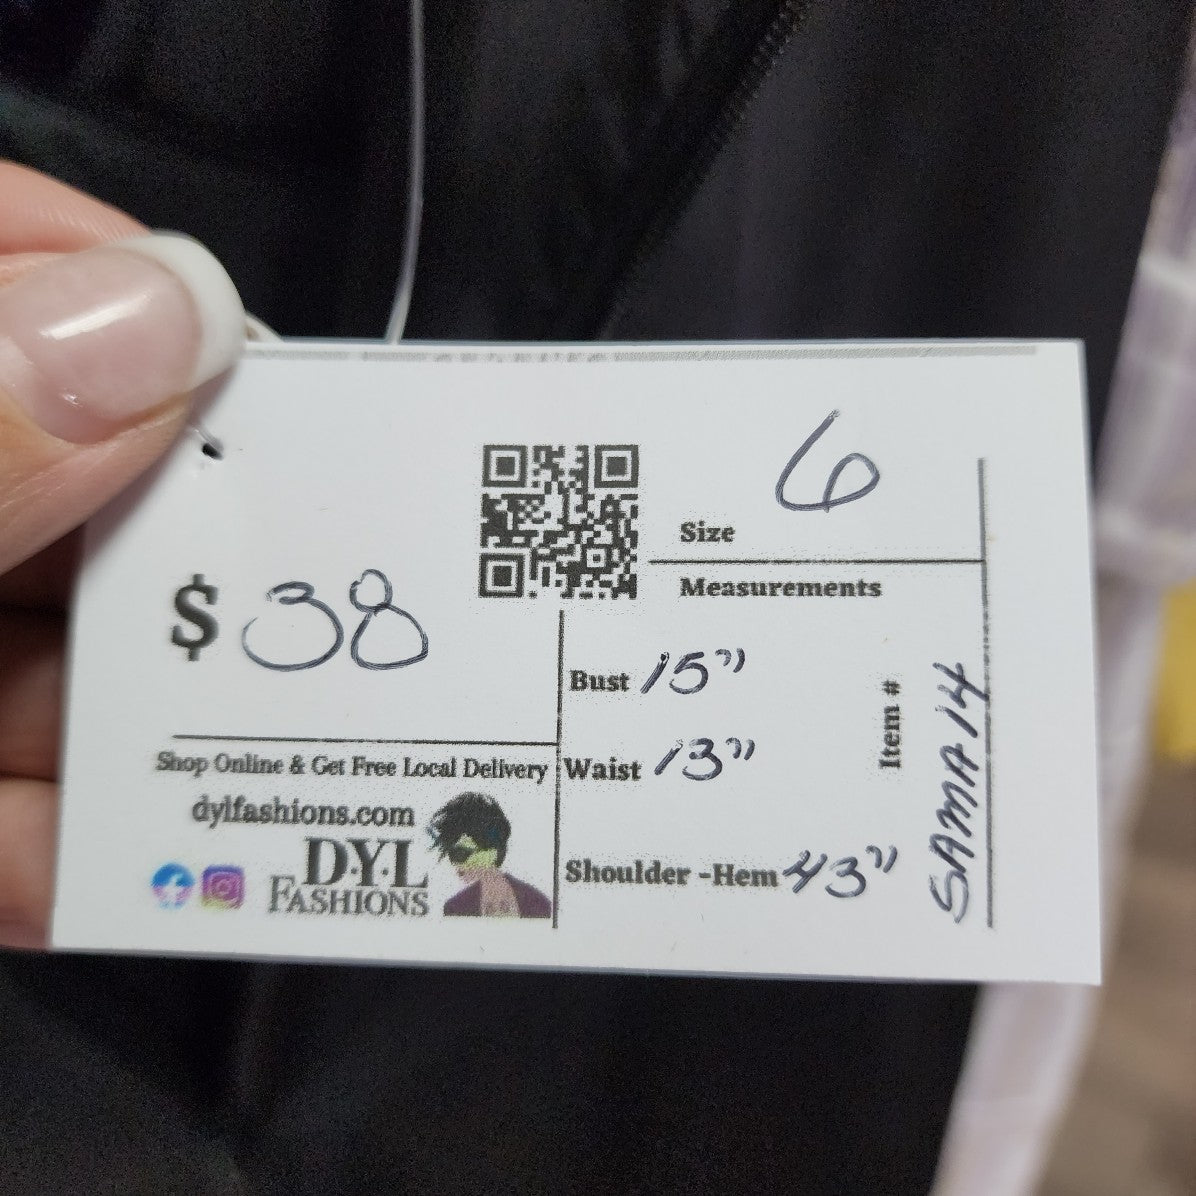 Size 6
Measurements
$ 38
Bust 15"
Waist 13"
Shoulder -Hem 43"
Item # SAMA14
Shop Online & Get Free Local Delivery
dylfashions.com
D·Y·L
FASHIONS